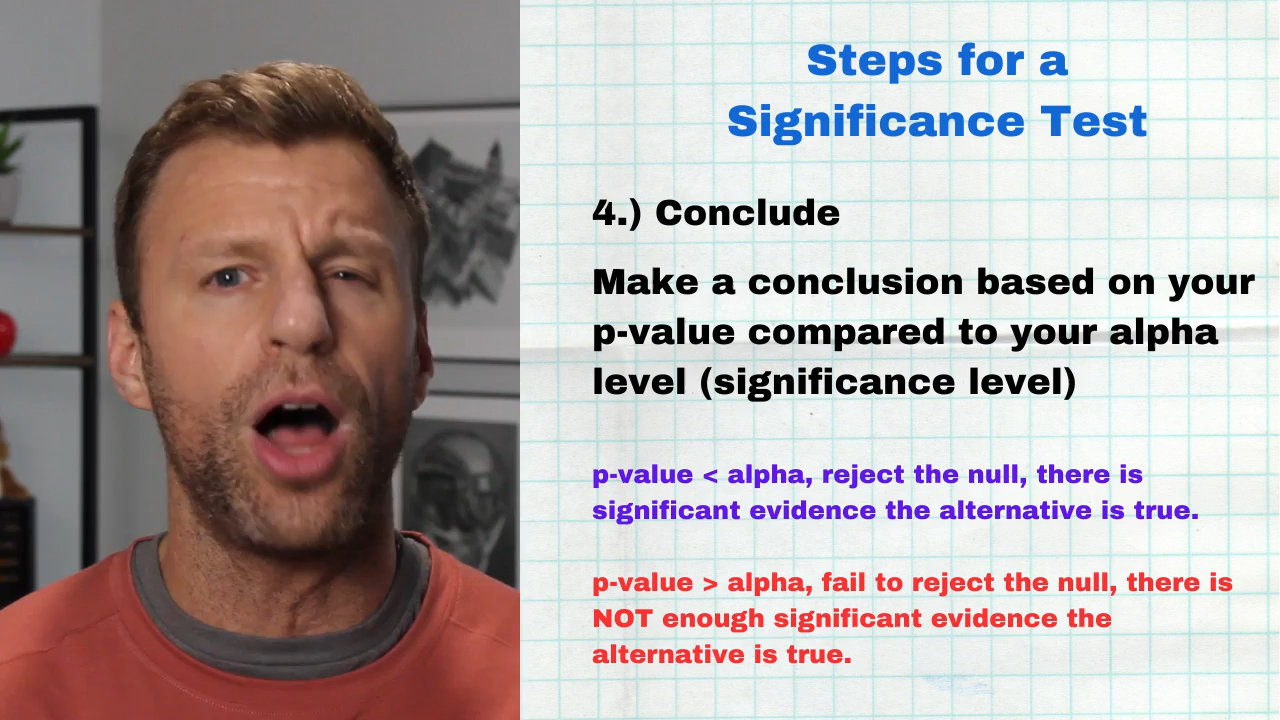 Steps for a
Significance Test
4.) Conclude
Make a conclusion based on your
p-value compared to your alpha
level (significance level)
p-value < alpha, reject the null, there is
significant evidence the alternative is true.
p-value > alpha, fail to reject the null, there is
NOT enough significant evidence the
alternative is true.